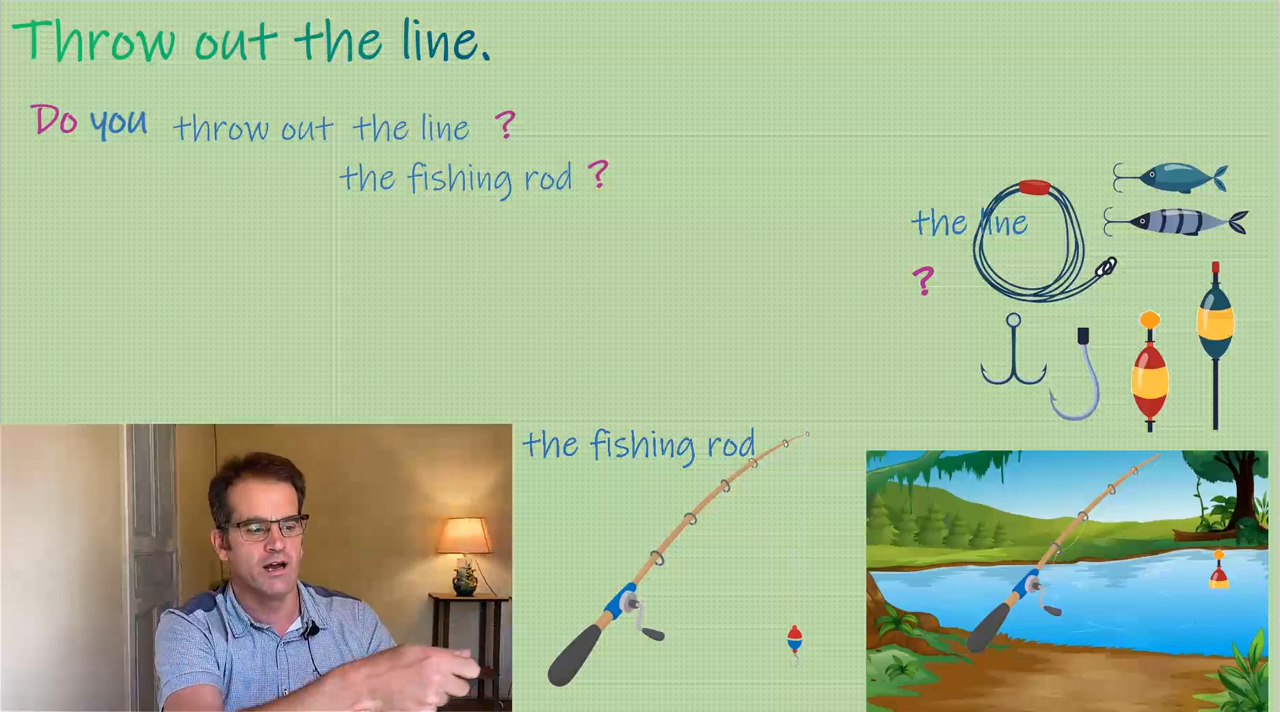 Throw out the line.
Do you throw out the line ?
the fishing rod ?
the line
?
the fishing rod